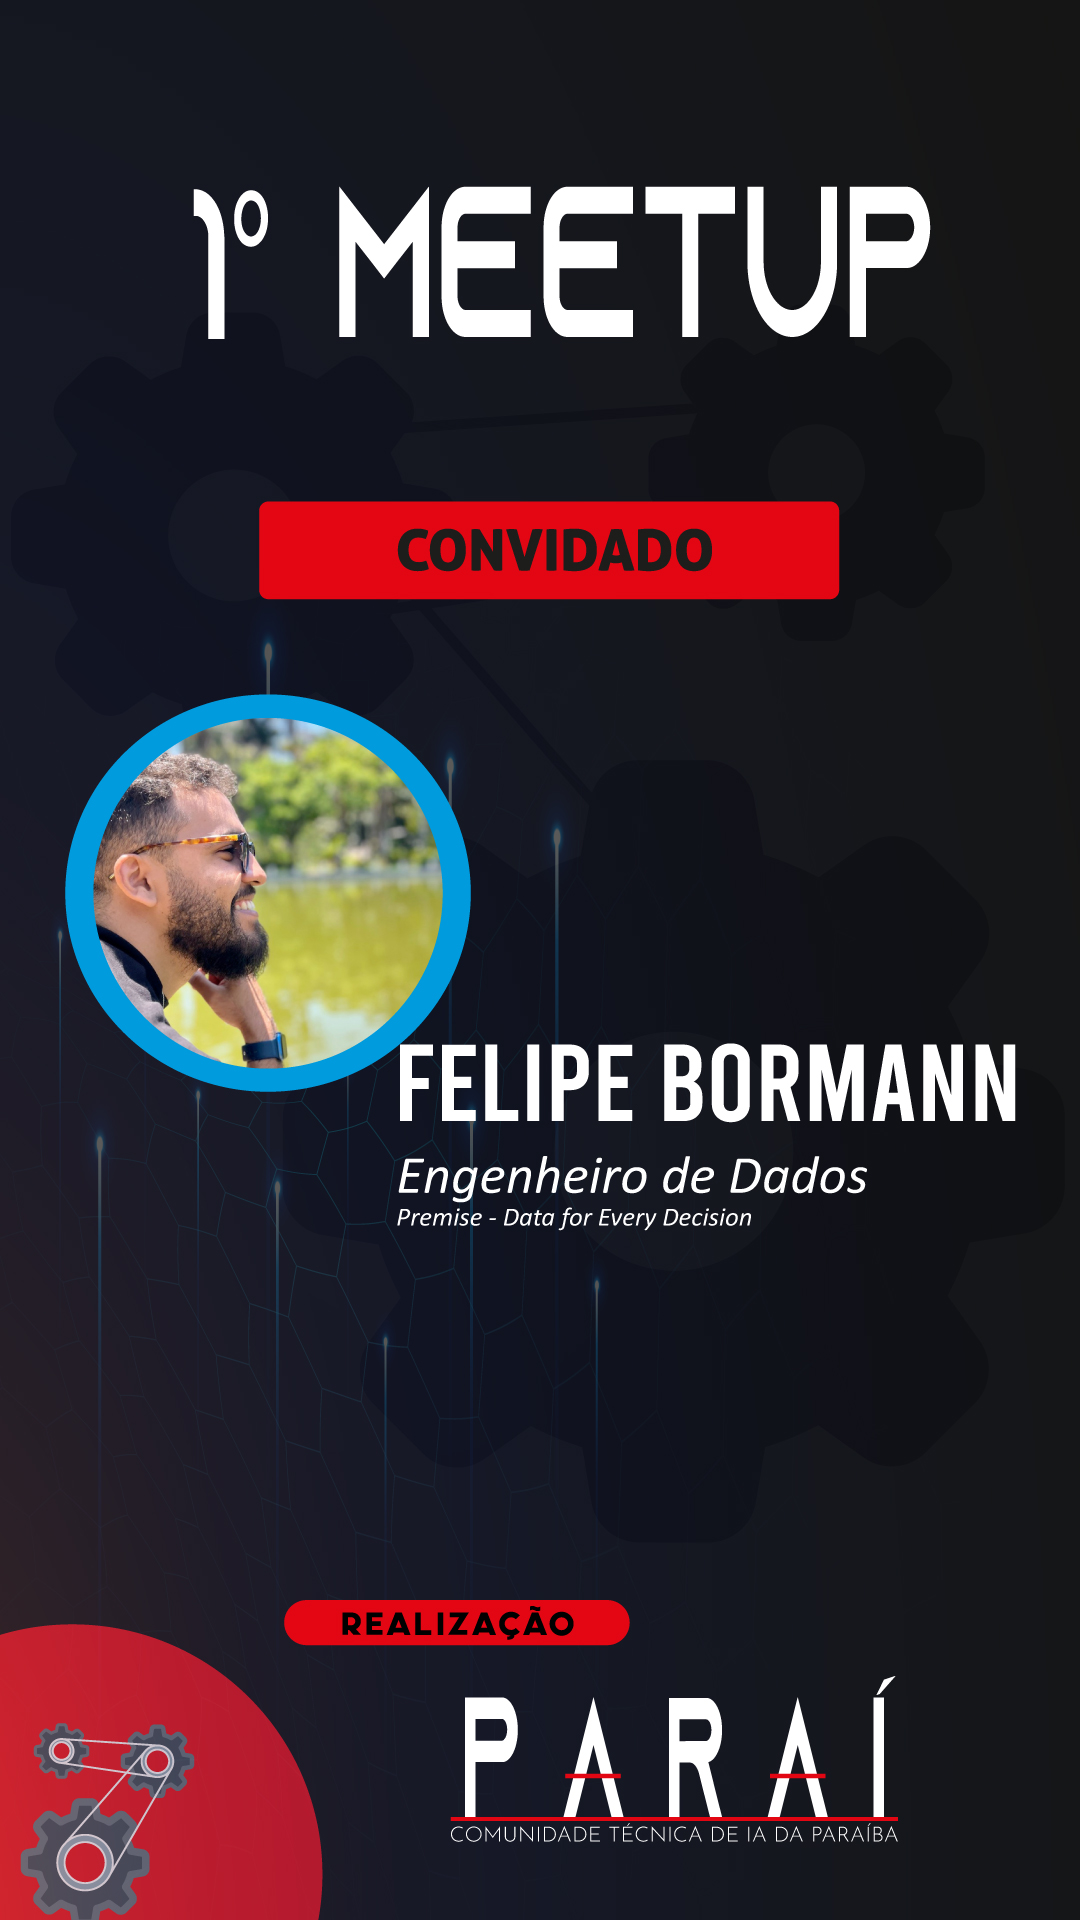 1º MEETUP
CONVIDADO
FELIPE BORMANN
Engenheiro de Dados
Premise - Data for Every Decision
REALIZAÇÃO
PARAÍ
COMUNIDADE TÉCNICA DE IA DA PARAÍBA